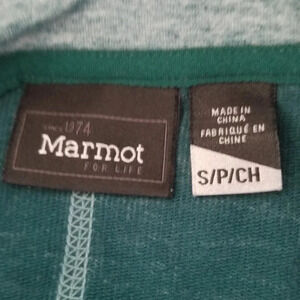 SINCE 1974
Marmot
FOR LIFE
MADE IN
CHINA
FABRIQUÉ EN
CHINE
S/P/CH